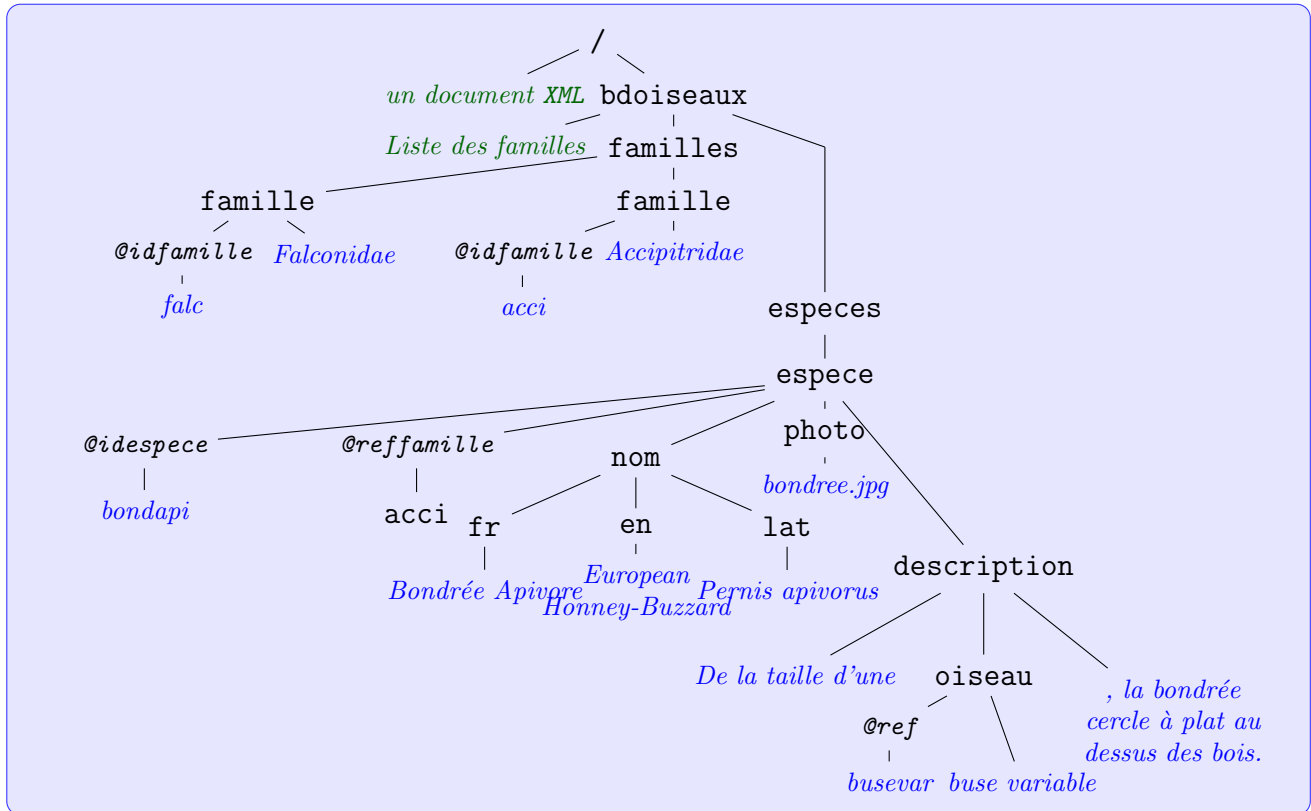 /
un document XML bdoiseaux
Liste des familles familles
famille famille
@idfamille Falconidae @idfamille Accipitridae
falc acci
especes
espece
photo
@idespece @reffamille
nom
bondree.jpg
bondapi
acci fr en lat
description
European
Bondrée Apivore Pernis apivorus
Honney-Buzzard
De la taille d'une oiseau
, la bondrée
cercle à plat au
@ref
dessus des bois.
busevar buse variable